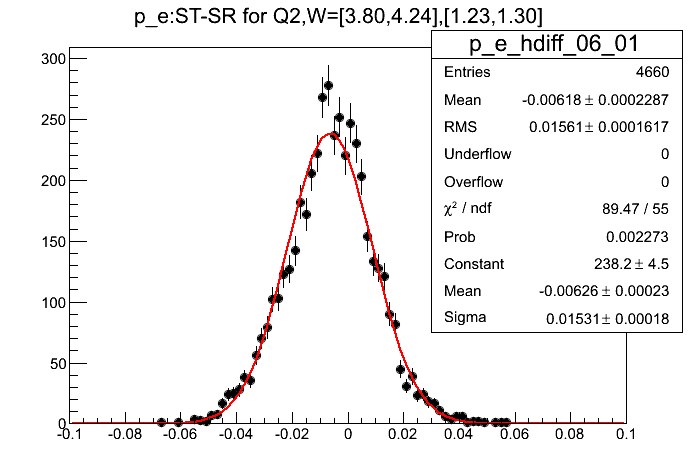 p_e:ST-SR for Q2,W=[3.80,4.24],[1.23,1.30]
p_e_hdiff_06_01
Entries 4660
Mean -0.00618 ± 0.0002287
RMS 0.01561 ± 0.0001617
Underflow 0
Overflow 0
χ² / ndf 89.47 / 55
Prob 0.002273
Constant 238.2 ± 4.5
Mean -0.00626 ± 0.00023
Sigma 0.01531 ± 0.00018
300
250
200
150
100
50
0
-0.1 -0.08 -0.06 -0.04 -0.02 0 0.02 0.04 0.06 0.08 0.1